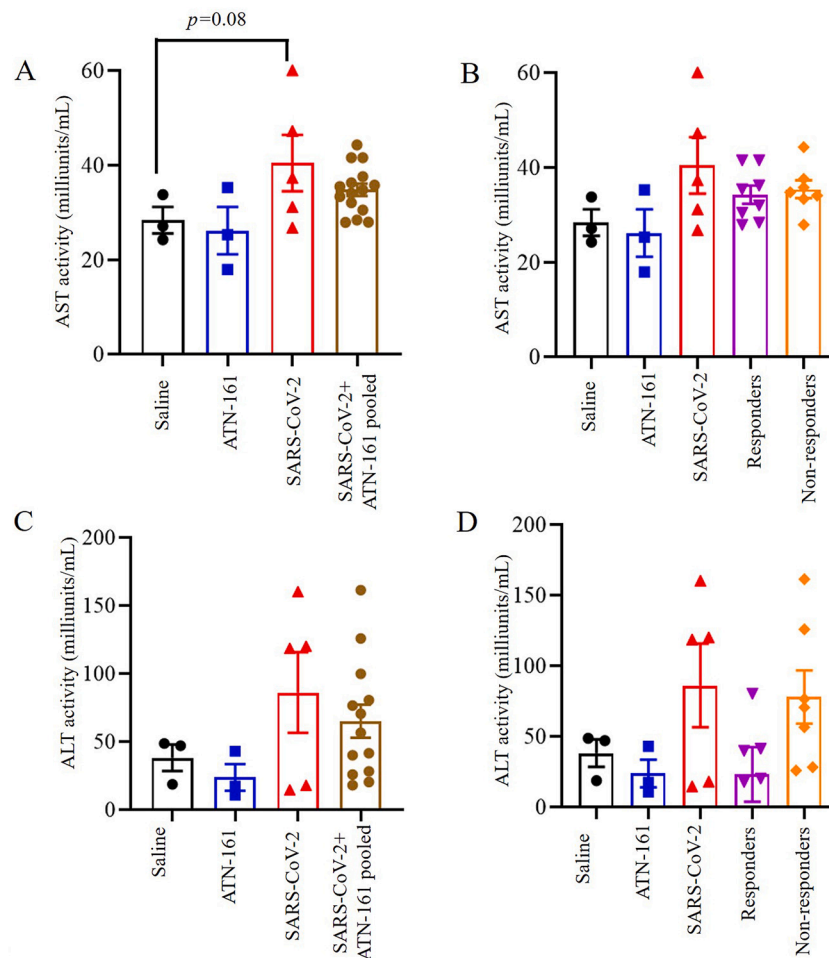 p=0.08
A
AST activity (milliunits/mL)
60
40
20
0
Saline
ATN-161
SARS-CoV-2
SARS-CoV-2+
ATN-161 pooled
B
AST activity (milliunits/mL)
60
40
20
0
Saline
ATN-161
SARS-CoV-2
Responders
Non-responders
C
ALT activity (milliunits/mL)
200
150
100
50
0
Saline
ATN-161
SARS-CoV-2
SARS-CoV-2+
ATN-161 pooled
D
ALT activity (milliunits/mL)
200
150
100
50
0
Saline
ATN-161
SARS-CoV-2
Responders
Non-responders